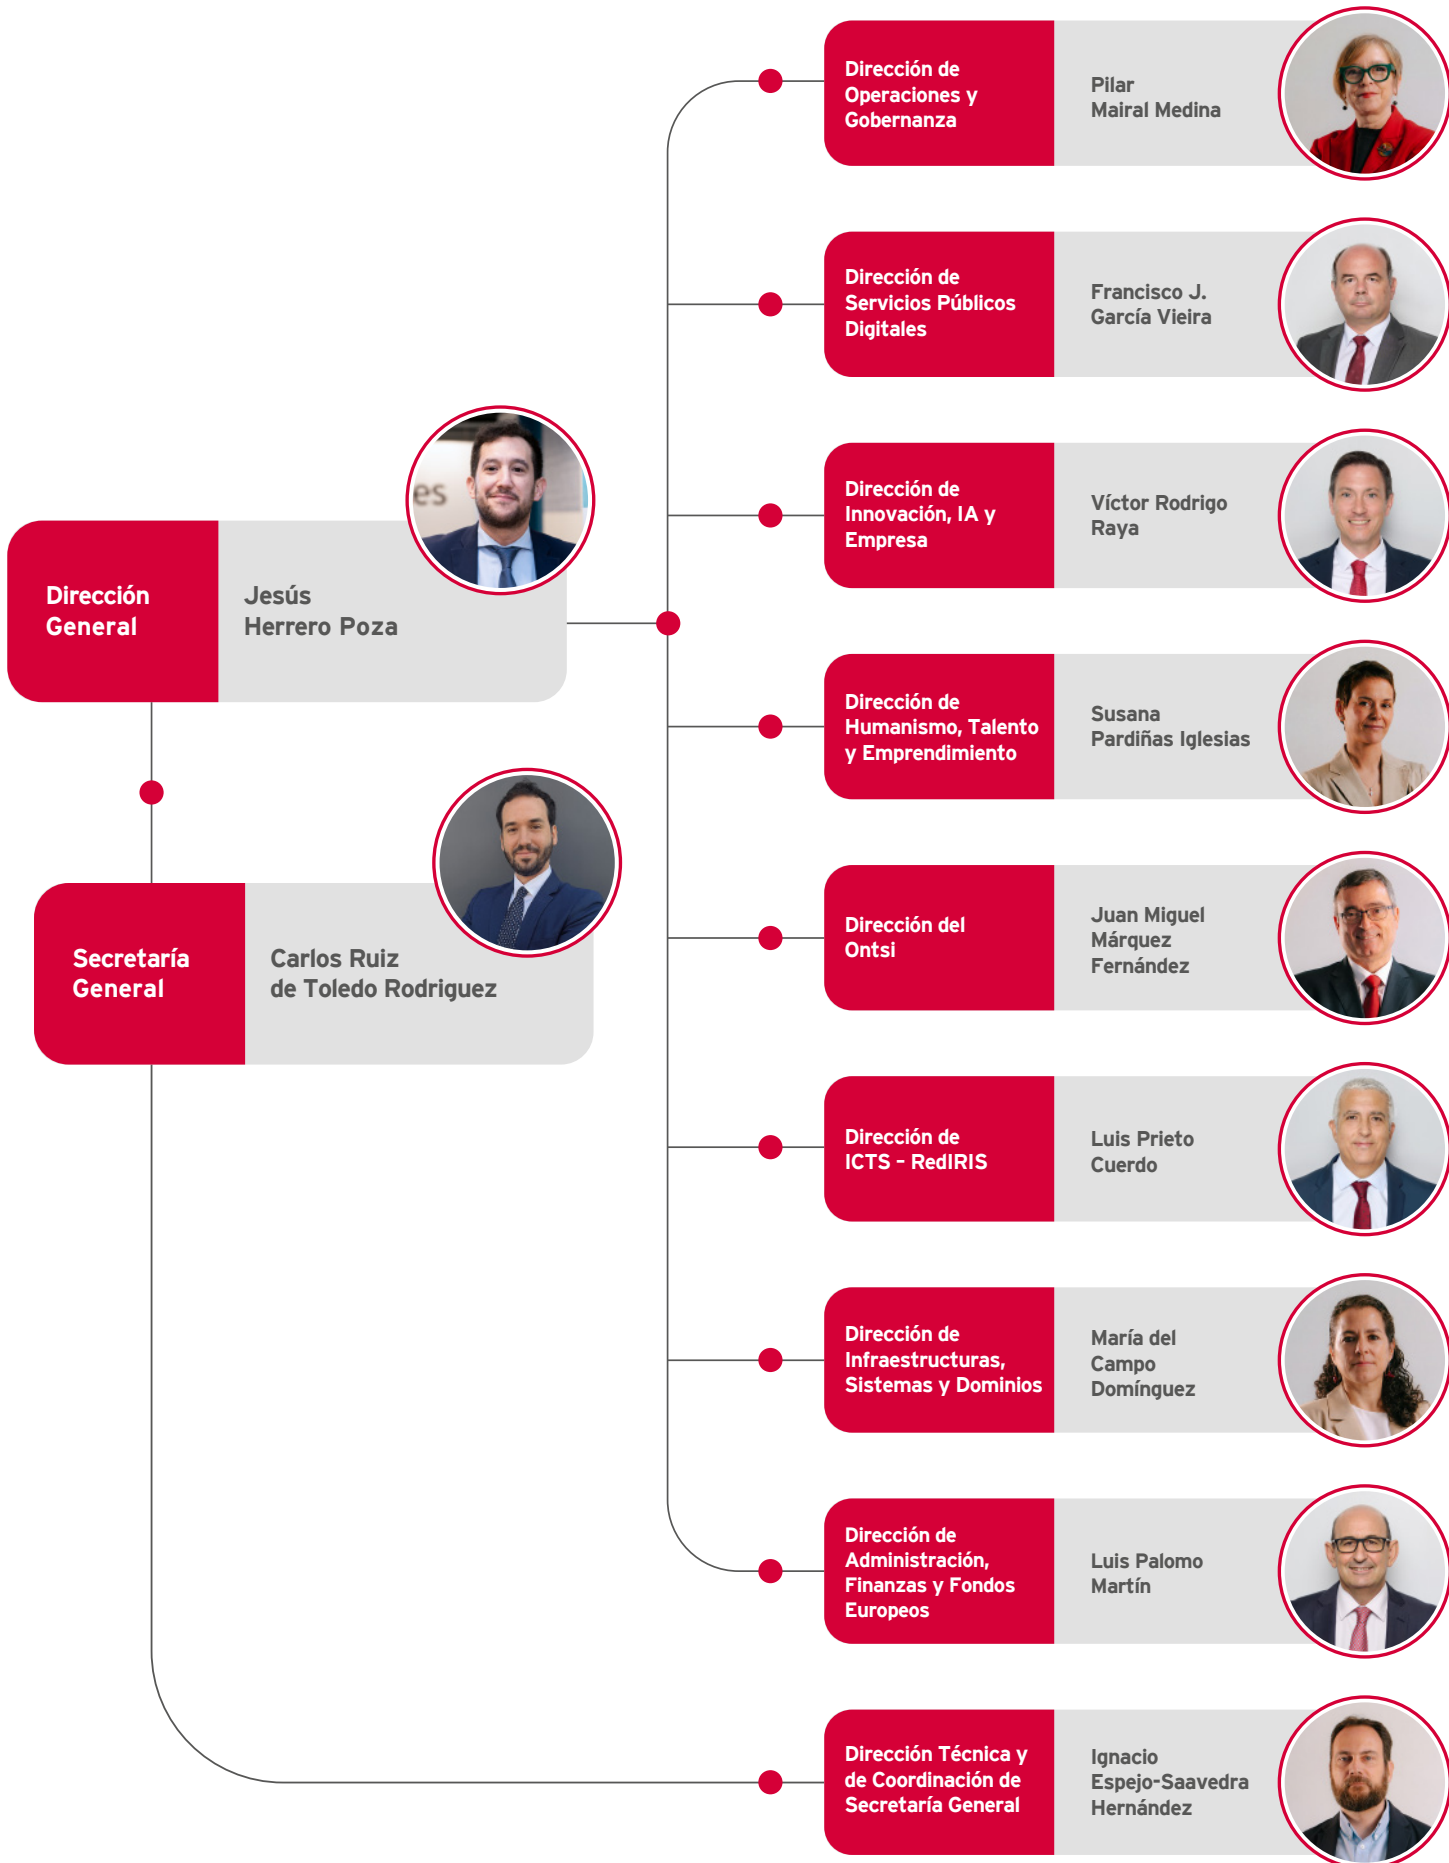 Dirección de
Operaciones y
Gobernanza
Pilar
Mairal Medina
Dirección de
Servicios Públicos
Digitales
Francisco J.
García Vieira
Dirección de
Innovación, IA y
Empresa
Víctor Rodrigo
Raya
es
Dirección
General
Jesús
Herrero Poza
Dirección de
Humanismo, Talento
y Emprendimiento
Susana
Pardiñas Iglesias
Secretaría
General
Carlos Ruiz
de Toledo Rodriguez
Dirección del
Ontsi
Juan Miguel
Márquez
Fernández
Dirección de
ICTS - RedIRIS
Luis Prieto
Cuerdo
Dirección de
Infraestructuras,
Sistemas y Dominios
María del
Campo
Domínguez
Dirección de
Administración,
Finanzas y Fondos
Europeos
Luis Palomo
Martín
Dirección Técnica y
de Coordinación de
Secretaría General
Ignacio
Espejo-Saavedra
Hernández